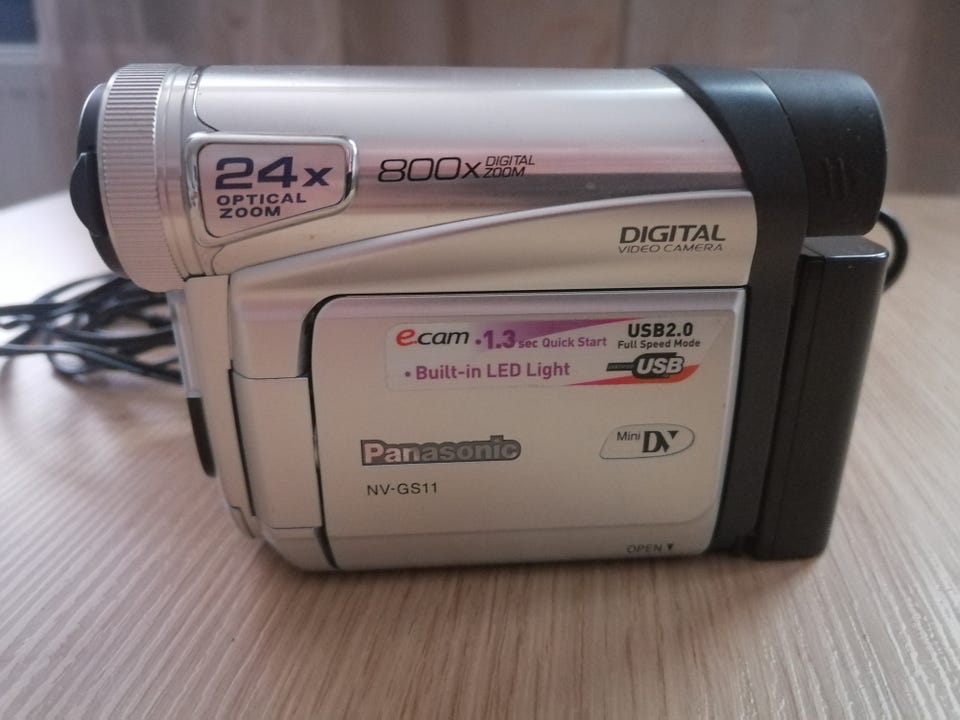 24x
OPTICAL
ZOOM
800x DIGITAL
ZOOM
DIGITAL
VIDEO CAMERA
e.cam • 1.3 sec Quick Start
• Built-in LED Light
USB2.0
Full Speed Mode
CERTIFIED USB
Panasonic
Mini DV
NV-GS11
OPEN ▼